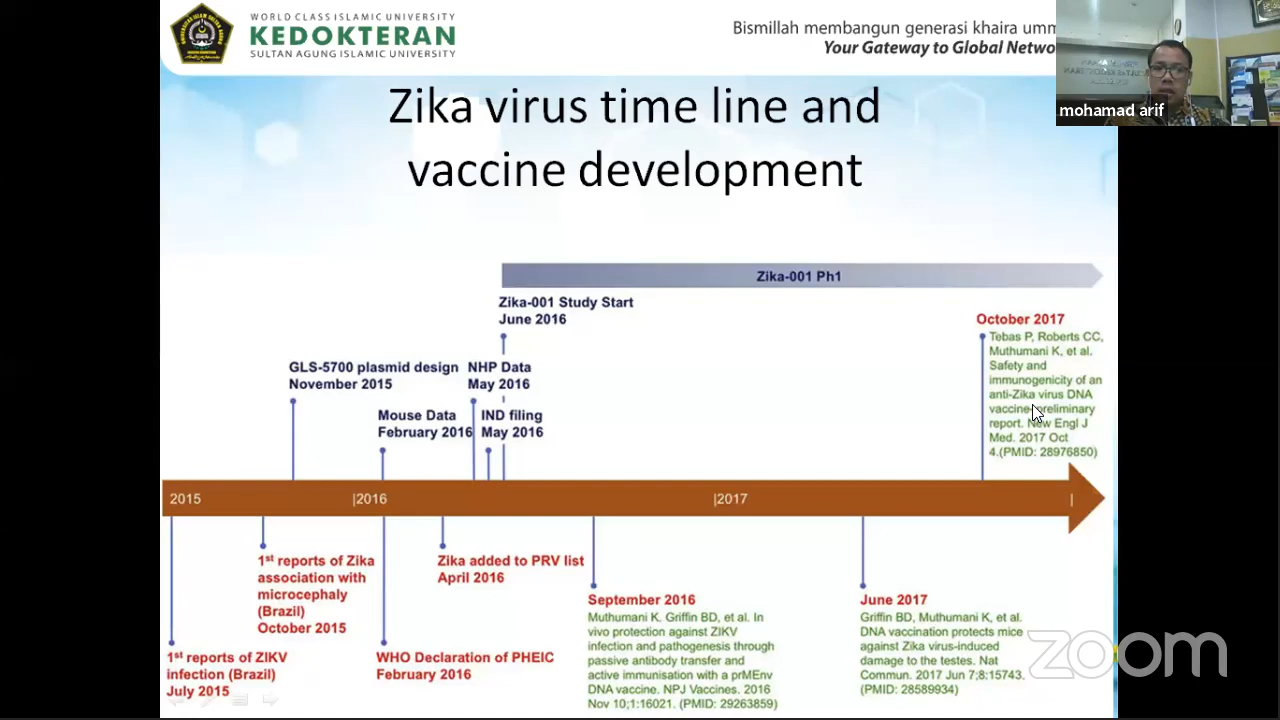 WORLD CLASS ISLAMIC UNIVERSITY
KEDOKTERAN
SULTAN AGUNG ISLAMIC UNIVERSITY
Bismillah membangun generasi khaira
Your Gateway to Global
mohamad arif
Zika virus time line and
vaccine development
Zika-001 Ph1
Zika-001 Study Start
June 2016
October 2017
Tebas P, Roberts CC,
Muthumani K, et al.
Safety and
immunogenicity of an
anti-Zika virus DNA
vaccine-preliminary
report. New Engl J
Med. 2017 Oct
4.(PMID: 28976850)
GLS-5700 plasmid design
November 2015
NHP Data
May 2016
Mouse Data
February 2016
IND filing
May 2016
2015
|2016
|2017
|
1st reports of Zika
association with
microcephaly
(Brazil)
October 2015
Zika added to PRV list
April 2016
1st reports of ZIKV
infection (Brazil)
July 2015
WHO Declaration of PHEIC
February 2016
September 2016
Muthumani K. Griffin BD, et al. In
vivo protection against ZIKV
infection and pathogenesis through
passive antibody transfer and
active immunisation with a prMEnv
DNA vaccine. NPJ Vaccines. 2016
Nov 10;1:16021. (PMID: 29263859)
June 2017
Griffin BD, Muthumani K, et al.
DNA vaccination protects mice
against Zika virus-induced
damage to the testes. Nat
Commun. 2017 Jun 7;8:15743.
(PMID: 28589934)
zoom